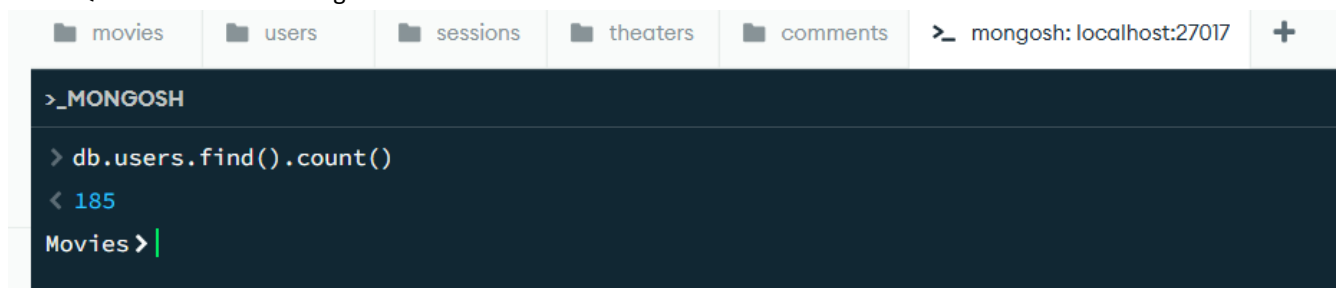 movies users sessions theaters comments >_ mongosh: localhost:27017 +
>_MONGOSH
> db.users.find().count()
< 185
Movies>